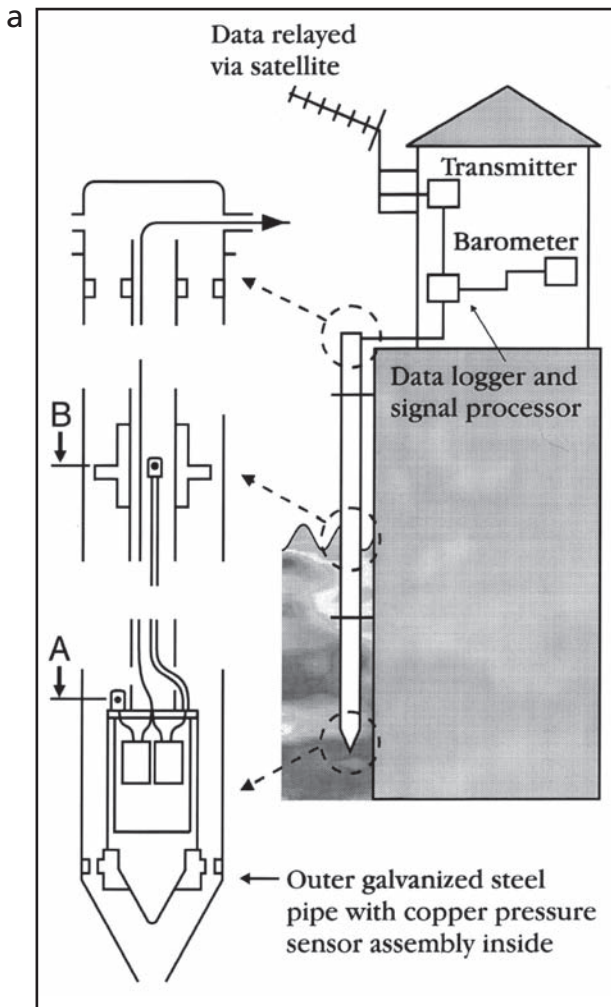 a
Data relayed
via satellite
Transmitter
Barometer
Data logger and
signal processor
B
A
Outer galvanized steel
pipe with copper pressure
sensor assembly inside